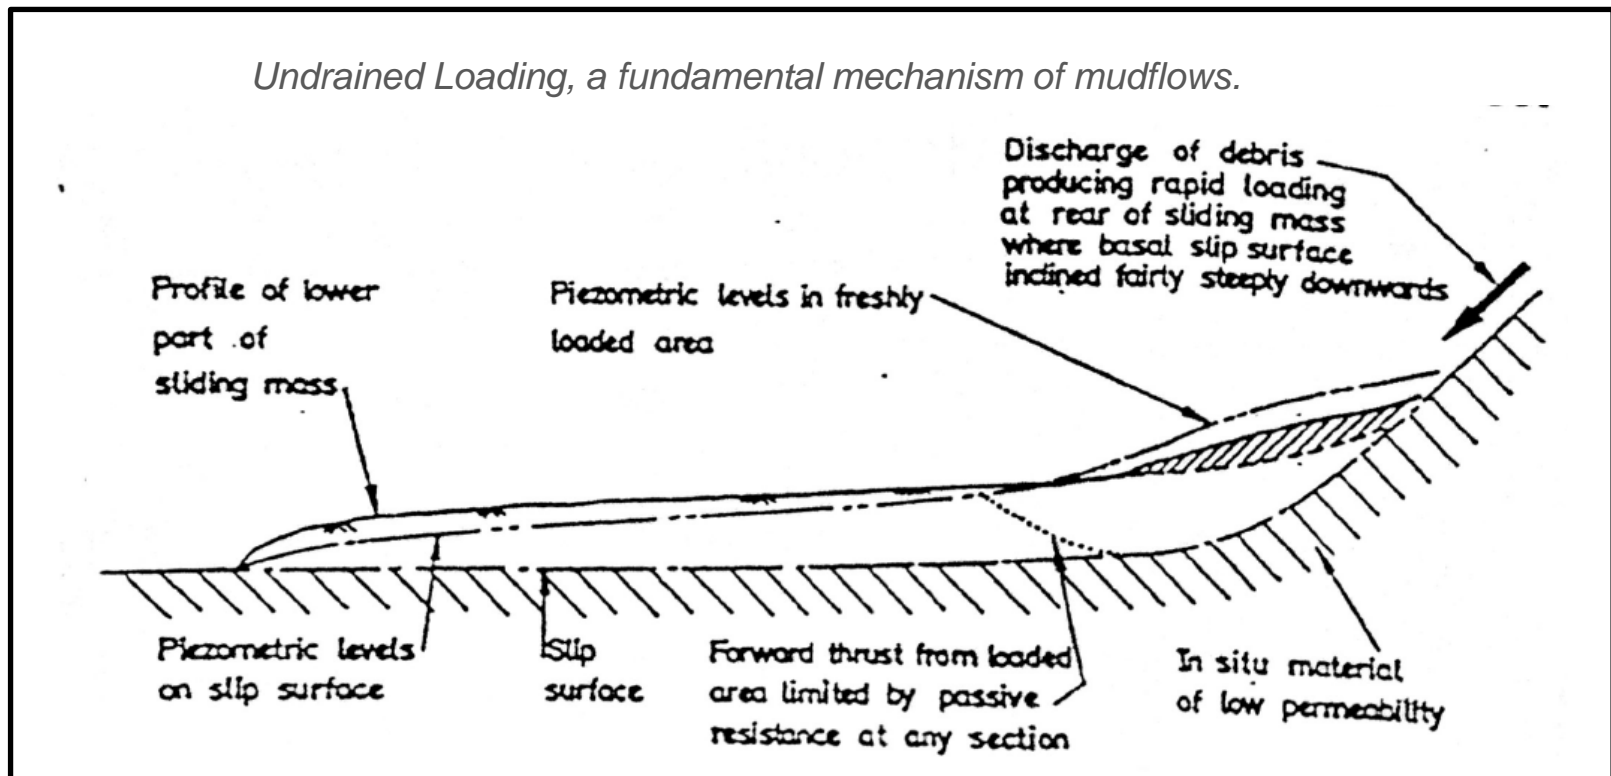 Undrained Loading, a fundamental mechanism of mudflows.
Discharge of debris
producing rapid loading
at rear of sliding mass
where basal slip surface
inclined fairly steeply downwards
Profile of lower
part of
sliding mass
Piezometric levels in freshly
loaded area
Piezometric levels
on slip surface
Slip
surface
Forward thrust from loaded
area limited by passive
resistance at any section
In situ material
of low permeability